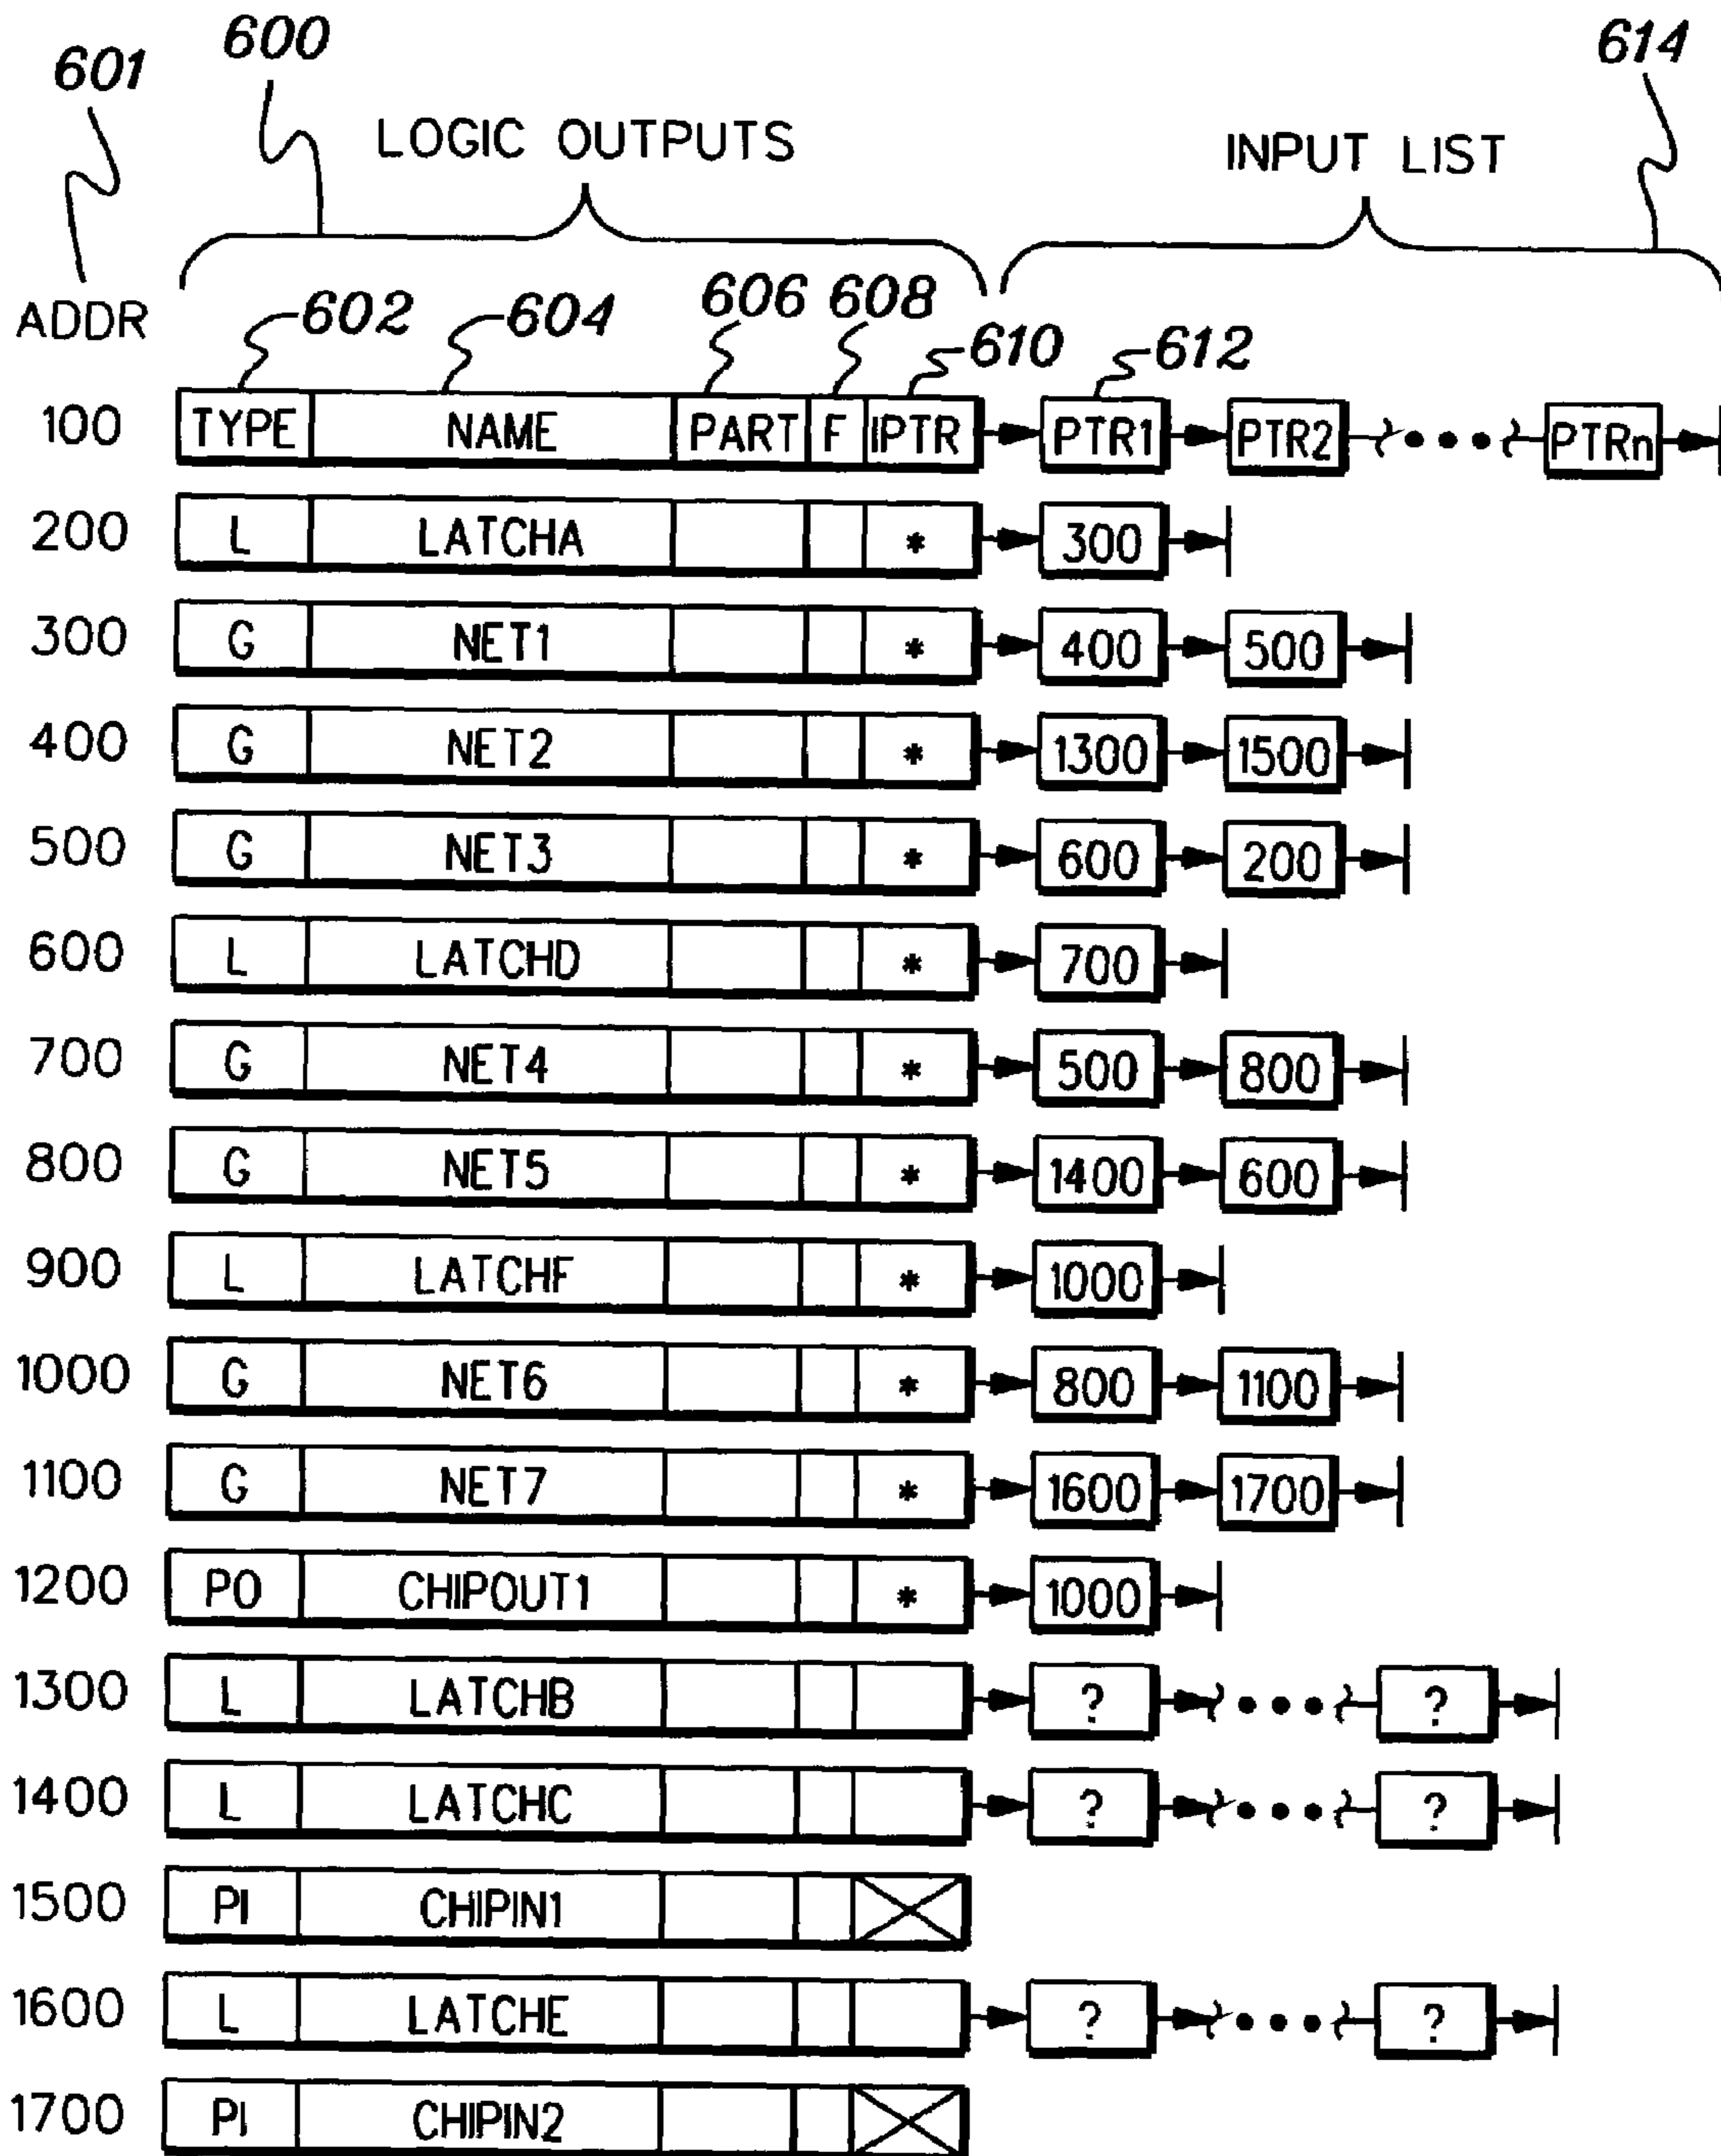 601 600 614
LOGIC OUTPUTS INPUT LIST
ADDR 602 604 606 608 610 612
100 TYPE NAME PART F IPTR PTR1 PTR2 ••• PTRn
200 L LATCHA * 300
300 G NET1 * 400 500
400 G NET2 * 1300 1500
500 G NET3 * 600 200
600 L LATCHD * 700
700 G NET4 * 500 800
800 G NET5 * 1400 600
900 L LATCHF * 1000
1000 G NET6 * 800 1100
1100 G NET7 * 1600 1700
1200 PO CHIPOUT1 * 1000
1300 L LATCHB ? ••• ?
1400 L LATCHC ? ••• ?
1500 PI CHIPIN1
1600 L LATCHE ? ••• ?
1700 PI CHIPIN2